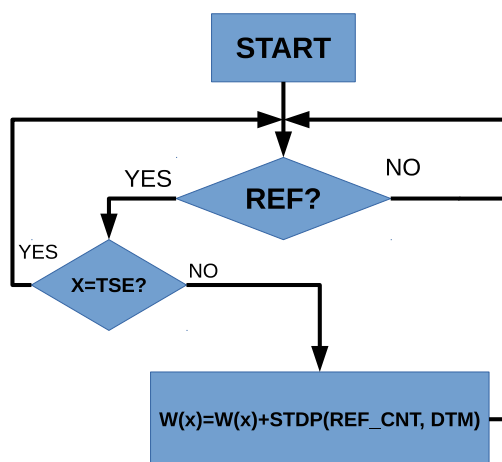 START
REF?
YES
NO
X=TSE?
YES
NO
W(x)=W(x)+STDP(REF_CNT, DTM)